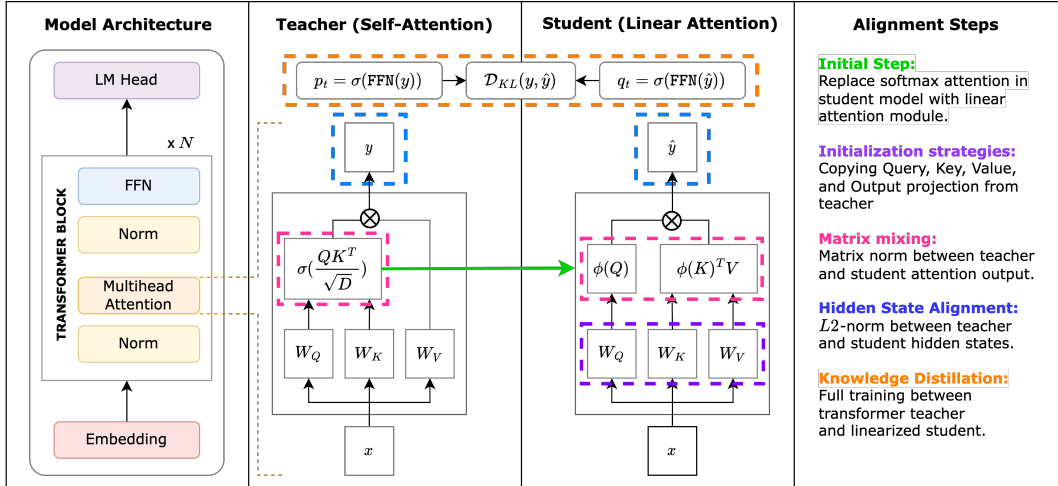 Model Architecture
LM Head
x N
TRANSFORMER BLOCK
FFN
Norm
Multihead
Attention
Norm
Embedding
Teacher (Self-Attention)
Student (Linear Attention)
p_t = σ(FFN(y))
D_{KL}(y, ŷ)
q_t = σ(FFN(ŷ))
y
ŷ
⊗
⊗
σ(QK^T/√D)
ϕ(Q)
ϕ(K)^T V
W_Q
W_K
W_V
W_Q
W_K
W_V
x
x
Alignment Steps
Initial Step:
Replace softmax attention in
student model with linear
attention module.
Initialization strategies:
Copying Query, Key, Value,
and Output projection from
teacher
Matrix mixing:
Matrix norm between teacher
and student attention output.
Hidden State Alignment:
L2-norm between teacher
and student hidden states.
Knowledge Distillation:
Full training between
transformer teacher
and linearized student.